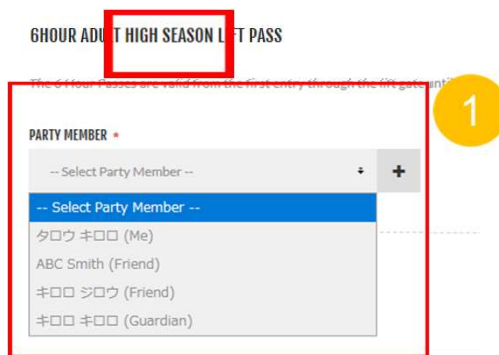 6HOUR ADULT HIGH SEASON LIFT PASS
The 6 Hour Passes are valid from the first entry through the lift gate until
1
PARTY MEMBER *
-- Select Party Member --
+
-- Select Party Member --
タロウ キロロ (Me)
ABC Smith (Friend)
キロロ ジロウ (Friend)
キロロ キロロ (Guardian)